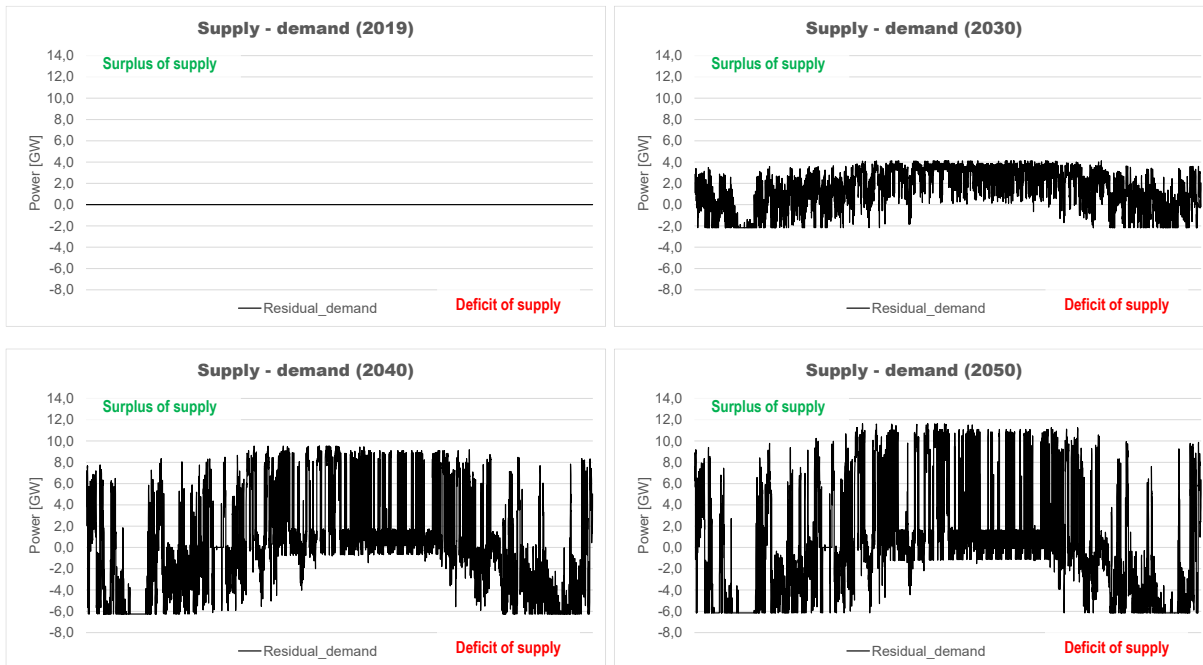 Supply - demand (2019)
Surplus of supply
Power [GW]
14,0
12,0
10,0
8,0
6,0
4,0
2,0
0,0
-2,0
-4,0
-6,0
-8,0
Residual_demand
Deficit of supply
Supply - demand (2030)
Surplus of supply
Power [GW]
14,0
12,0
10,0
8,0
6,0
4,0
2,0
0,0
-2,0
-4,0
-6,0
-8,0
Residual_demand
Deficit of supply
Supply - demand (2040)
Surplus of supply
Power [GW]
14,0
12,0
10,0
8,0
6,0
4,0
2,0
0,0
-2,0
-4,0
-6,0
-8,0
Residual_demand
Deficit of supply
Supply - demand (2050)
Surplus of supply
Power [GW]
14,0
12,0
10,0
8,0
6,0
4,0
2,0
0,0
-2,0
-4,0
-6,0
-8,0
Residual_demand
Deficit of supply